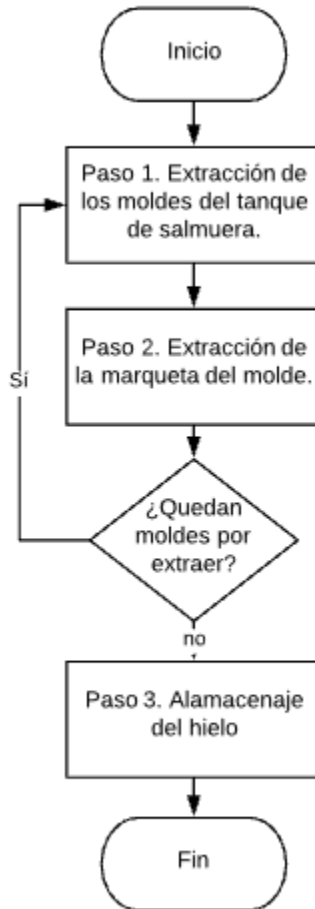 Inicio
Paso 1. Extracción de
los moldes del tanque
de salmuera.
Paso 2. Extracción de
la marqueta del molde.
Sí
¿Quedan
moldes por
extraer?
no
Paso 3. Alamacenaje
del hielo
Fin